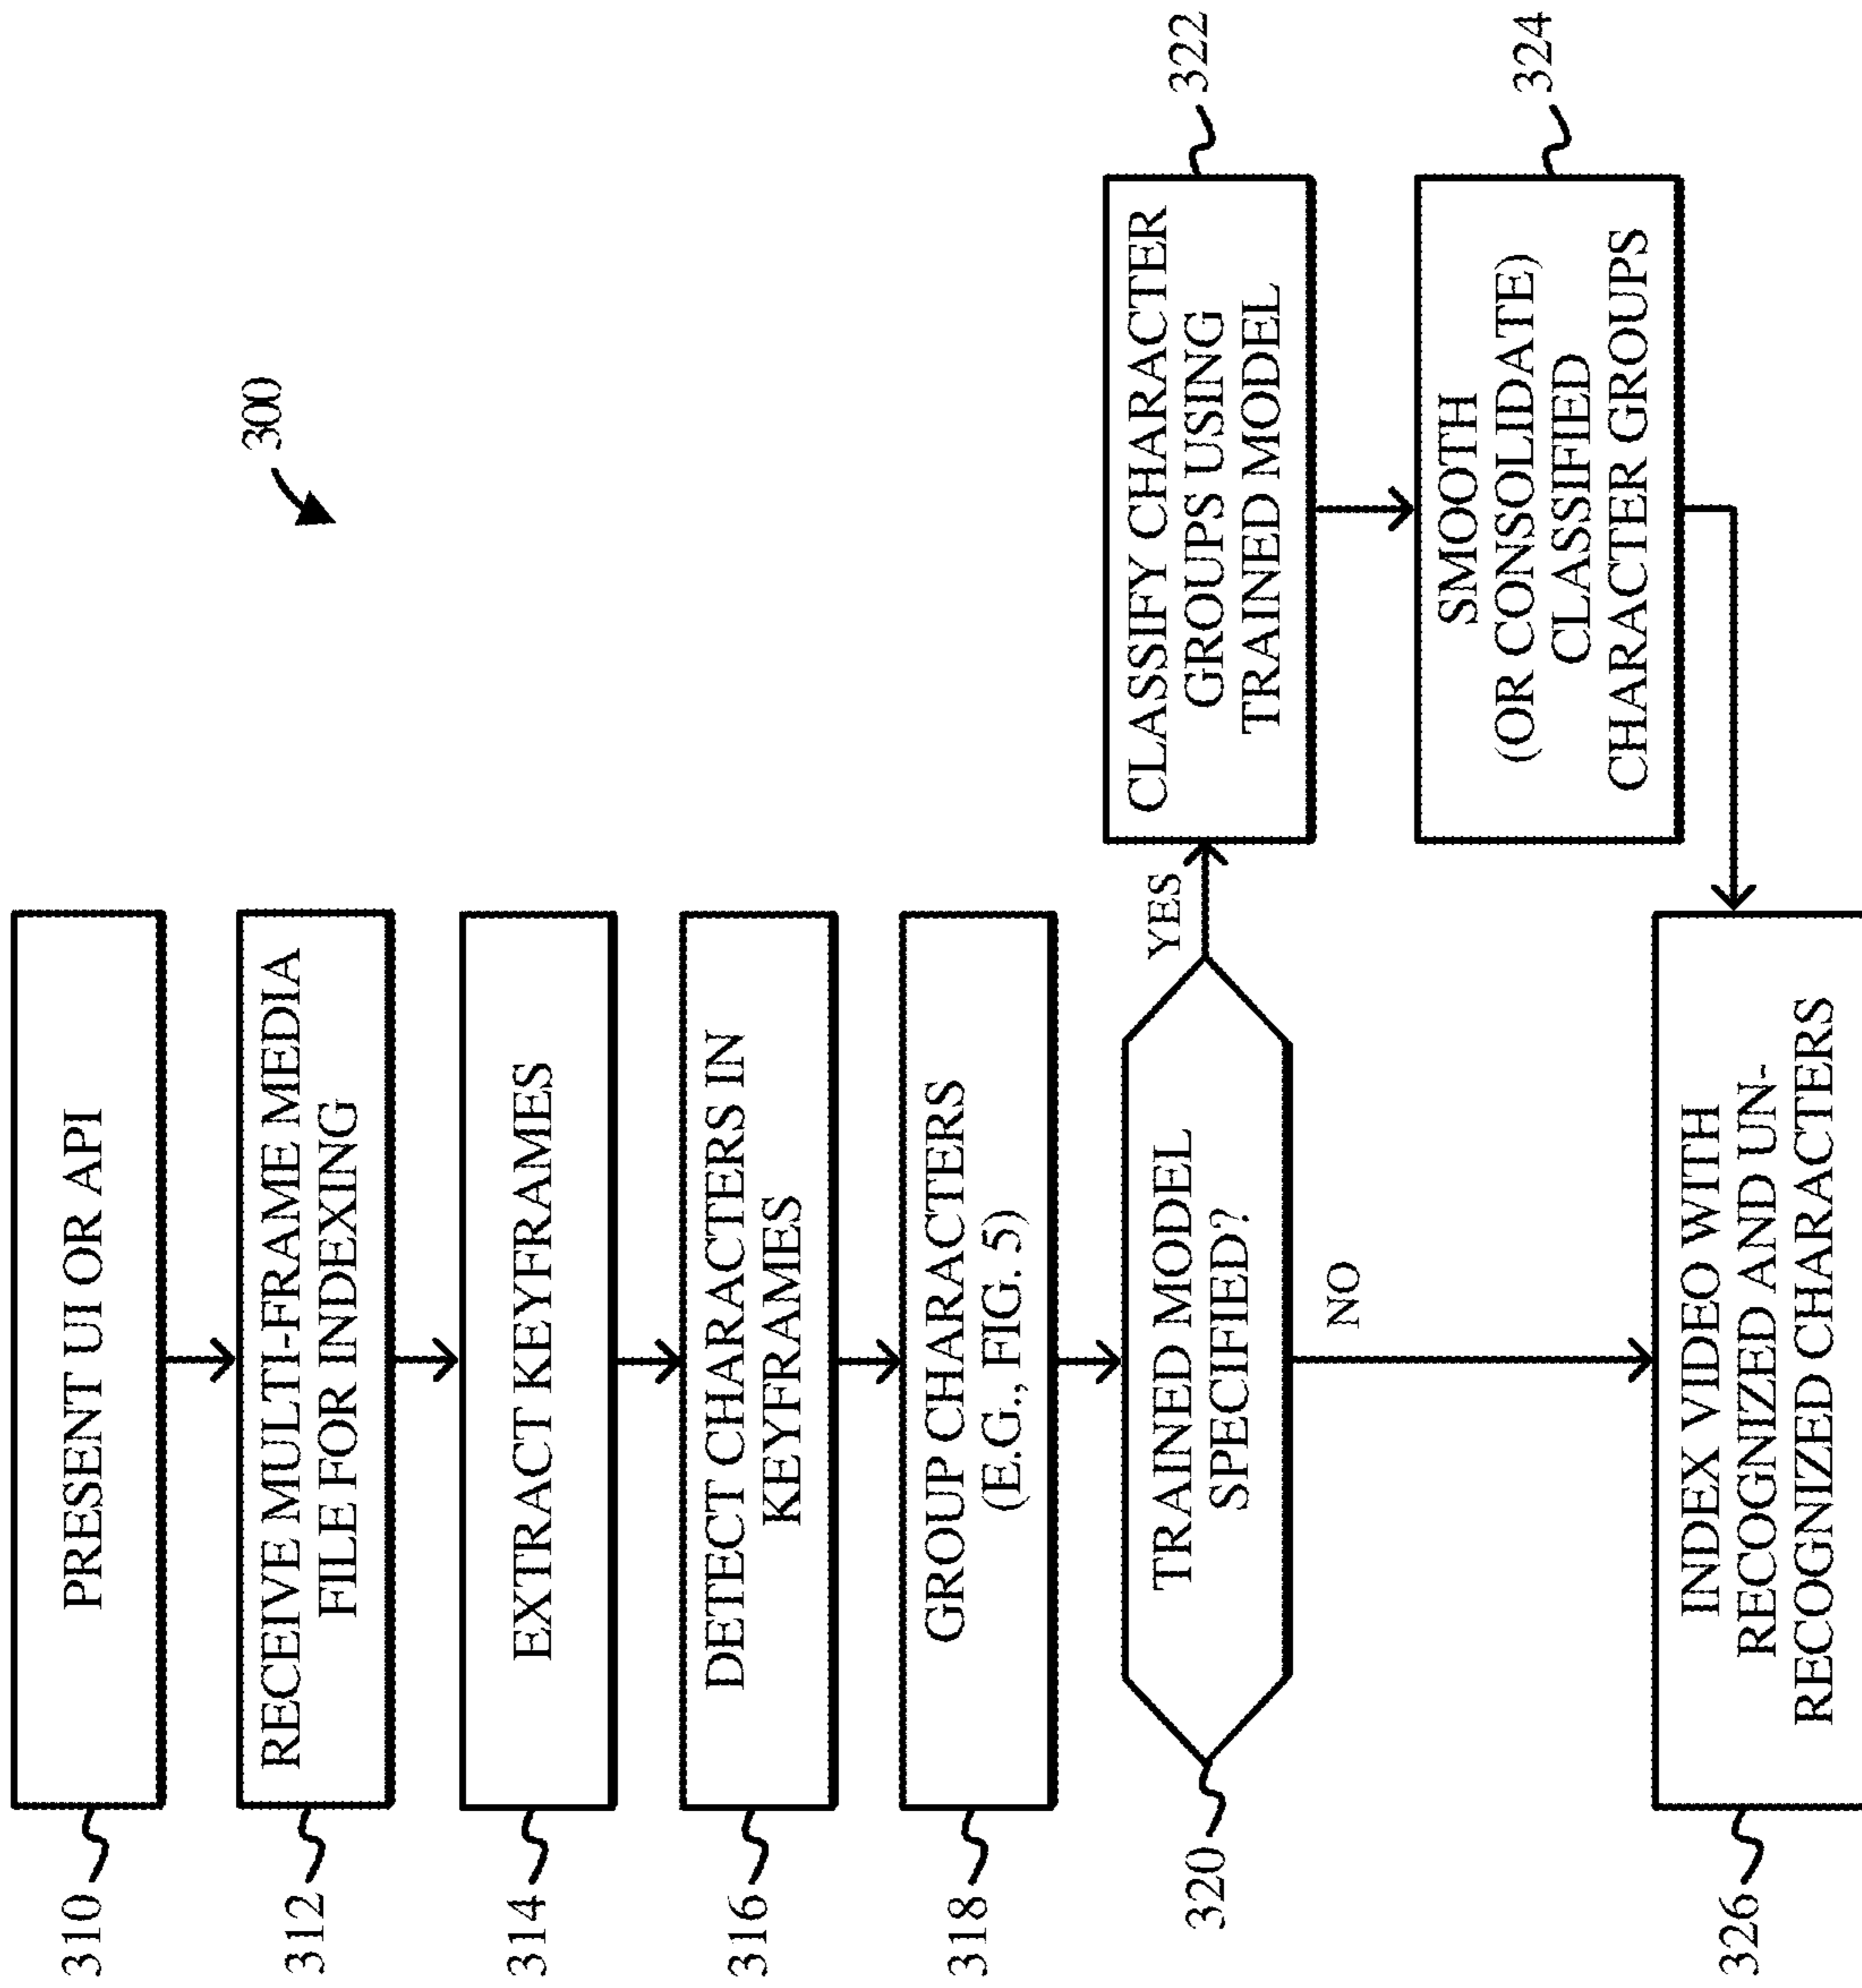 300
310
PRESENT UI OR API
312
RECEIVE MULTI-FRAME MEDIA
FILE FOR INDEXING
314
EXTRACT KEYFRAMES
316
DETECT CHARACTERS IN
KEYFRAMES
318
GROUP CHARACTERS
(E.G., FIG. 5)
320
TRAINED MODEL
SPECIFIED?
YES
NO
322
CLASSIFY CHARACTER
GROUPS USING
TRAINED MODEL
324
SMOOTH
(OR CONSOLIDATE)
CLASSIFIED
CHARACTER GROUPS
326
INDEX VIDEO WITH
RECOGNIZED AND UN-
RECOGNIZED CHARACTERS